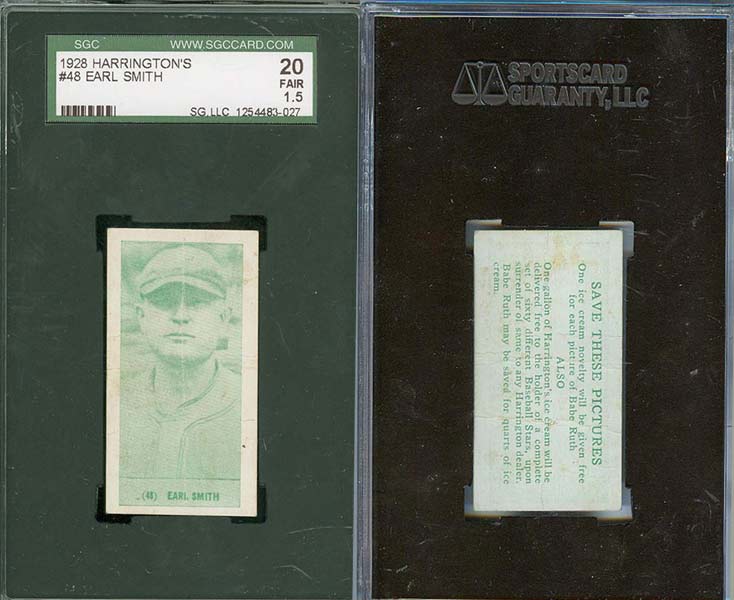 SGC WWW.SGCCARD.COM
1928 HARRINGTON'S
#48 EARL SMITH
20
FAIR
1.5
SG, LLC 1254483-027
(48) EARL SMITH
SPORTSCARD
GUARANTY, LLC
SAVE THESE PICTURES
One ice cream novelty will be given free
for each picture of Babe Ruth
ALSO
One gallon of Harrington's ice cream will be
delivered free to the holder of a complete
set of sixty different Baseball Stars, upon
surrender of same to any Harrington dealer.
Babe Ruth may be saved for quarts of ice
cream.